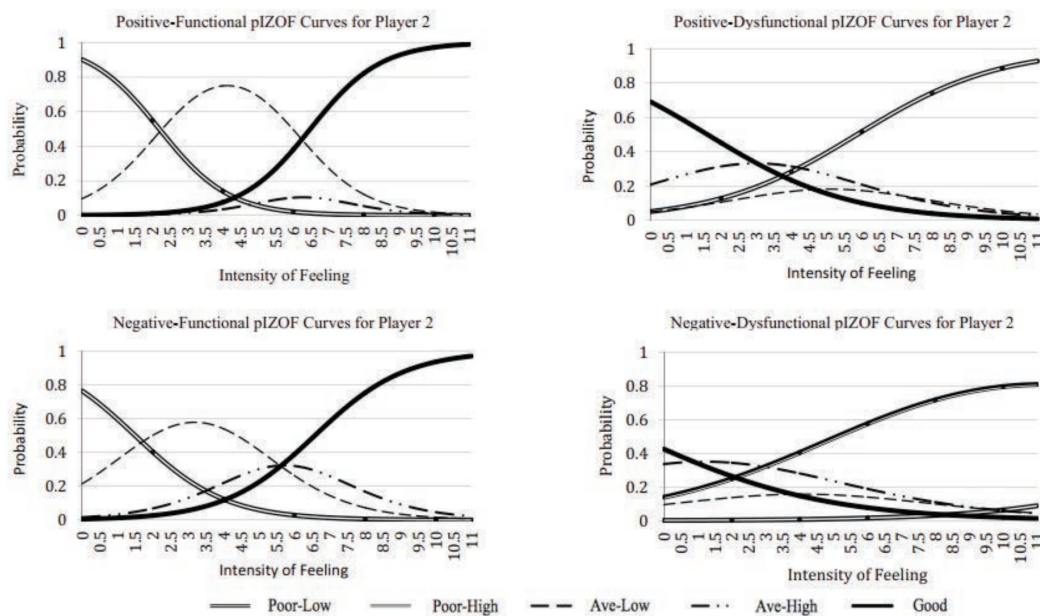 Positive-Functional pIZOF Curves for Player 2
1
0.8
0.6
0.4
0.2
0
Probability
0 0.5 1 1.5 2 2.5 3 3.5 4 4.5 5 5.5 6 6.5 7 7.5 8 8.5 9 9.5 10 10.5 11
Intensity of Feeling
Positive-Dysfunctional pIZOF Curves for Player 2
1
0.8
0.6
0.4
0.2
0
Probability
0 0.5 1 1.5 2 2.5 3 3.5 4 4.5 5 5.5 6 6.5 7 7.5 8 8.5 9 9.5 10 10.5 11
Intensity of Feeling
Negative-Functional pIZOF Curves for Player 2
1
0.8
0.6
0.4
0.2
0
Probability
0 0.5 1 1.5 2 2.5 3 3.5 4 4.5 5 5.5 6 6.5 7 7.5 8 8.5 9 9.5 10 10.5 11
Intensity of Feeling
Negative-Dysfunctional pIZOF Curves for Player 2
1
0.8
0.6
0.4
0.2
0
Probability
0 0.5 1 1.5 2 2.5 3 3.5 4 4.5 5 5.5 6 6.5 7 7.5 8 8.5 9 9.5 10 10.5 11
Intensity of Feeling
Poor-Low Poor-High Ave-Low Ave-High Good